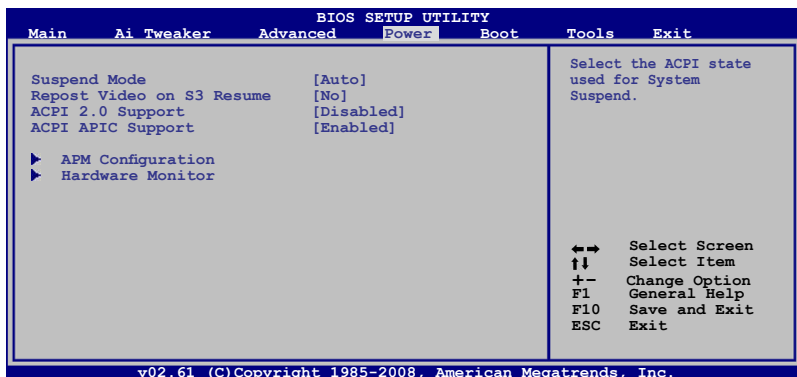 BIOS SETUP UTILITY
Main Ai Tweaker Advanced Power Boot Tools Exit
Suspend Mode [Auto]
Repost Video on S3 Resume [No]
ACPI 2.0 Support [Disabled]
ACPI APIC Support [Enabled]
APM Configuration
Hardware Monitor
Select the ACPI state
used for System
Suspend.
←→ Select Screen
↑↓ Select Item
+- Change Option
F1 General Help
F10 Save and Exit
ESC Exit
v02.61 (C)Copyright 1985-2008, American Megatrends, Inc.